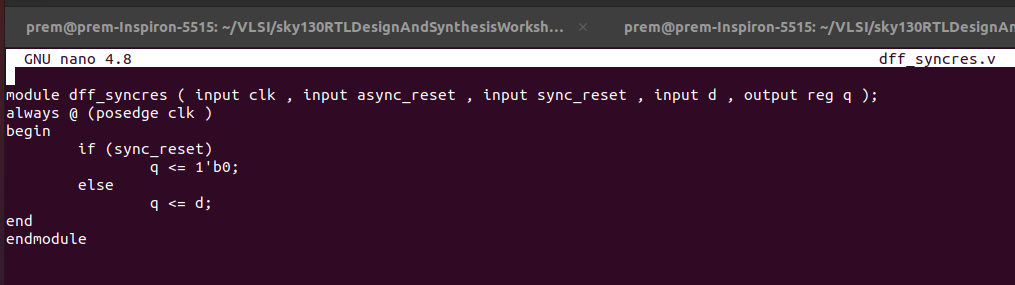 prem@prem-Inspiron-5515: ~/VLSI/sky130RTLDesignAndSynthesisWorksh... × prem@prem-Inspiron-5515: ~/VLSI/sky130RTLDesignAn
GNU nano 4.8 dff_syncres.v
module dff_syncres ( input clk , input async_reset , input sync_reset , input d , output reg q );
always @ (posedge clk )
begin
        if (sync_reset)
                q <= 1'b0;
        else
                q <= d;
end
endmodule